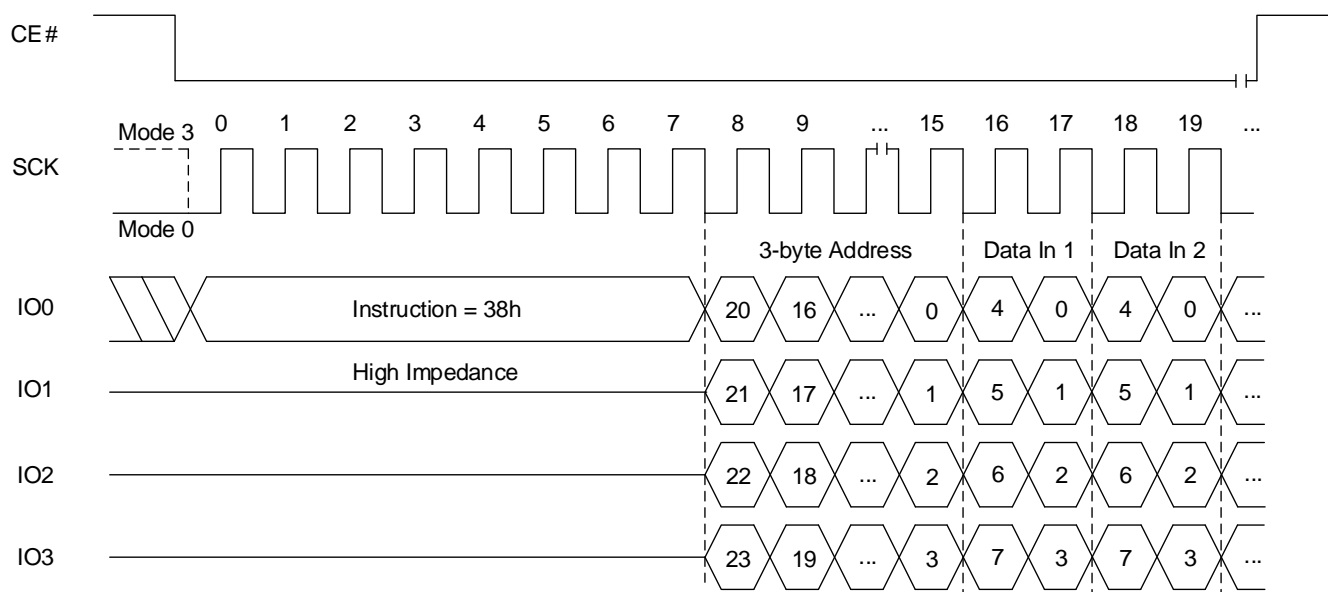 CE#
Mode 3 0 1 2 3 4 5 6 7 8 9 ... 15 16 17 18 19 ...
SCK
Mode 0
3-byte Address Data In 1 Data In 2
IO0 Instruction = 38h 20 16 ... 0 4 0 4 0 ...
High Impedance
IO1 21 17 ... 1 5 1 5 1 ...
IO2 22 18 ... 2 6 2 6 2 ...
IO3 23 19 ... 3 7 3 7 3 ...